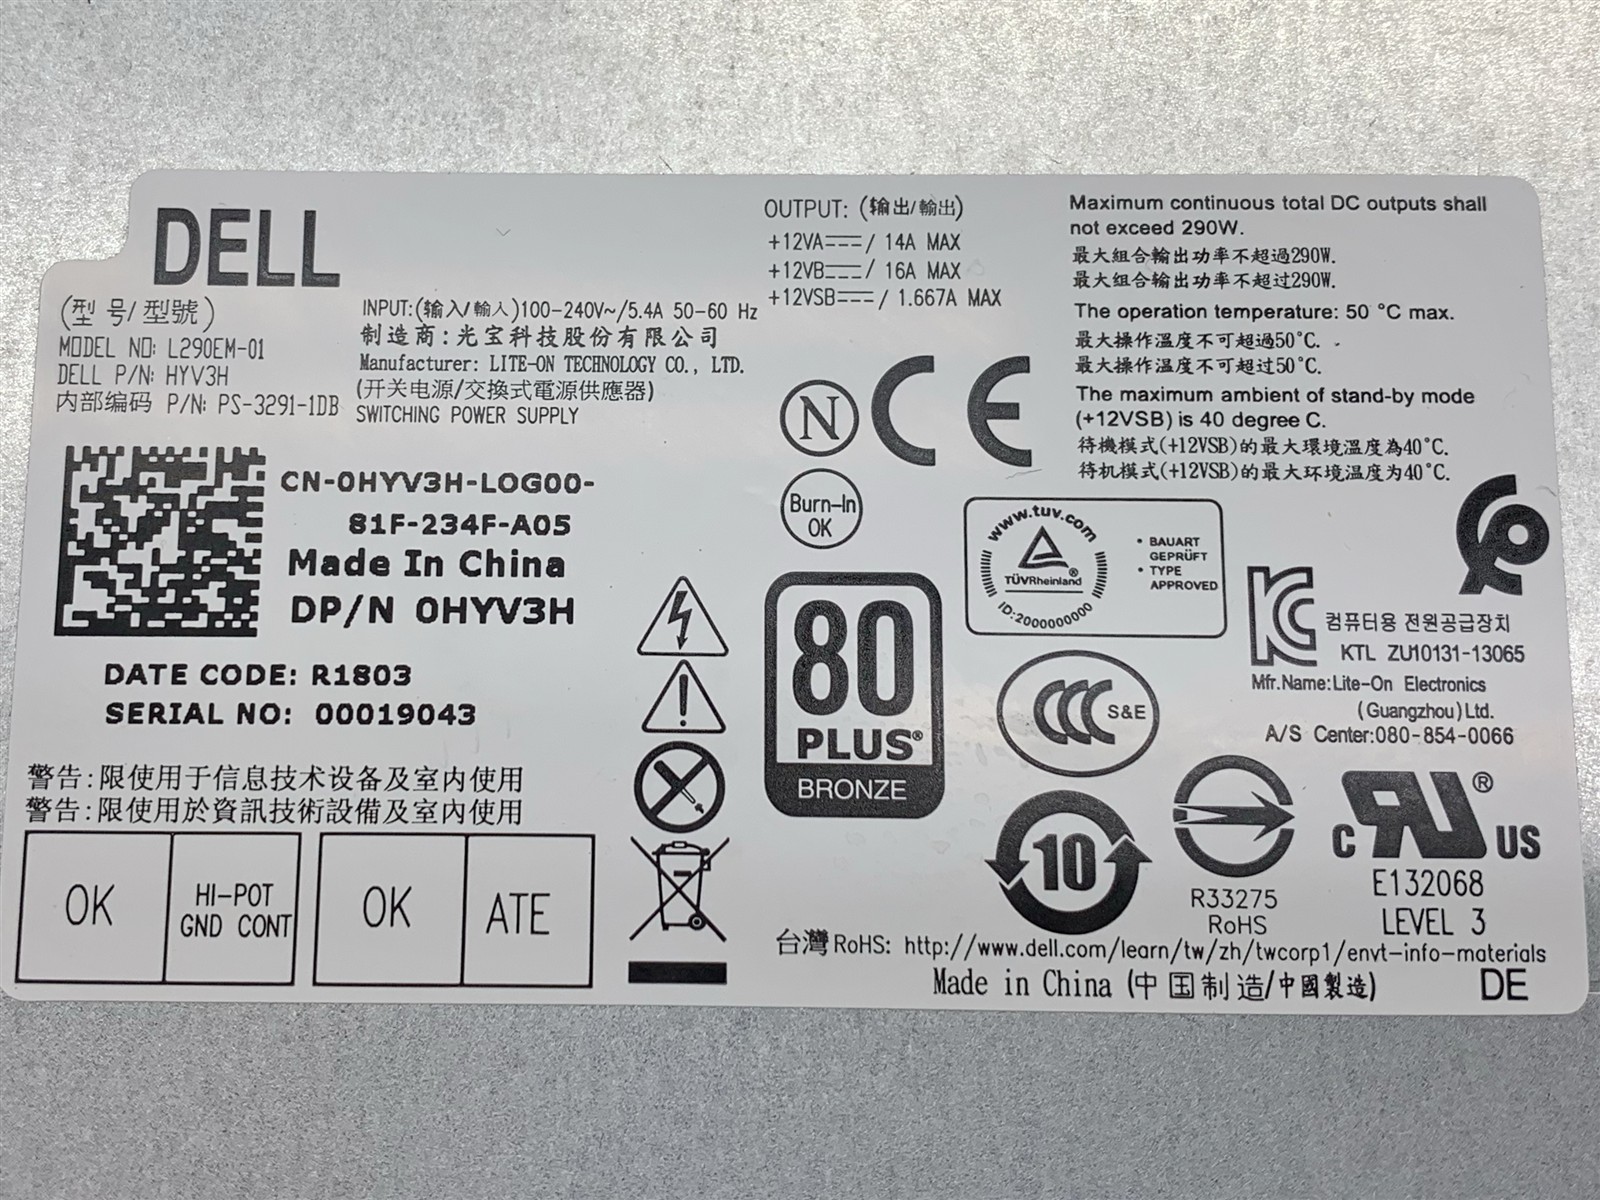 DELL
(型号/型號)
MODEL NO: L290EM-01
DELL P/N: HYV3H
内部编码 P/N: PS-3291-1DB
INPUT:(输入/輸入)100-240V~/5.4A 50-60 Hz
制造商:光宝科技股份有限公司
Manufacturer: LITE-ON TECHNOLOGY CO., LTD.
(开关电源/交換式電源供應器)
SWITCHING POWER SUPPLY
OUTPUT: (输出/輸出)
+12VA⎓/ 14A MAX
+12VB⎓/ 16A MAX
+12VSB⎓/ 1.667A MAX
Maximum continuous total DC outputs shall
not exceed 290W.
最大組合輸出功率不超過290W.
最大组合输出功率不超过290W.
The operation temperature: 50 °C max.
最大操作溫度不可超過50°C.
最大操作温度不可超过50°C.
The maximum ambient of stand-by mode
(+12VSB) is 40 degree C.
待機模式(+12VSB)的最大環境溫度為40°C.
待机模式(+12VSB)的最大环境温度为40°C.
CN-0HYV3H-LOG00-
81F-234F-A05
Made In China
DP/N 0HYV3H
DATE CODE: R1803
SERIAL NO: 00019043
警告:限使用于信息技术设备及室内使用
警告:限使用於資訊技術設備及室內使用
OK
HI-POT
GND CONT
OK
ATE
N
CE
Burn-In
OK
80
PLUS®
BRONZE
www.tuv.com
TÜVRheinland®
ID:2000000000
• BAUART
GEPRÜFT
• TYPE
APPROVED
CCC S&E
10
컴퓨터용 전원공급장치
KTL ZU10131-13065
Mfr.Name:Lite-On Electronics
(Guangzhou)Ltd.
A/S Center:080-854-0066
R33275
RoHS
c RU ® US
E132068
LEVEL 3
台灣RoHS: http://www.dell.com/learn/tw/zh/twcorp1/envt-info-materials
Made in China (中国制造/中國製造)
DE